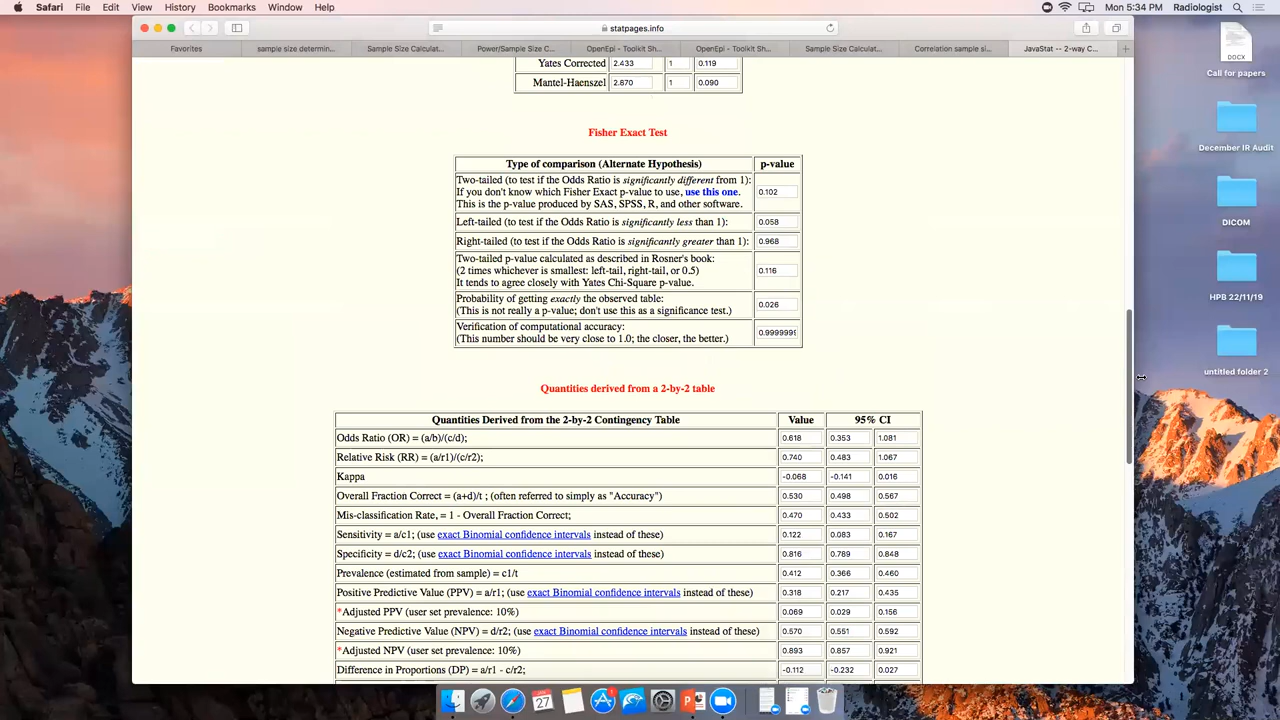 Safari File Edit View History Bookmarks Window Help Mon 5:34 PM Radiologist
statpages.info
Favorites sample size determin... Sample Size Calculat... Power/Sample Size C... OpenEpi - Toolkit Sh... OpenEpi - Toolkit Sh... Sample Size Calculat... Correlation sample si... JavaStat -- 2-way C...
Yates Corrected 2.433 1 0.119
Mantel-Haenszel 2.870 1 0.090
Fisher Exact Test
Type of comparison (Alternate Hypothesis) p-value
Two-tailed (to test if the Odds Ratio is significantly different from 1):
If you don't know which Fisher Exact p-value to use, use this one. 0.102
This is the p-value produced by SAS, SPSS, R, and other software.
Left-tailed (to test if the Odds Ratio is significantly less than 1): 0.058
Right-tailed (to test if the Odds Ratio is significantly greater than 1): 0.968
Two-tailed p-value calculated as described in Rosner's book:
(2 times whichever is smallest: left-tail, right-tail, or 0.5) 0.116
It tends to agree closely with Yates Chi-Square p-value.
Probability of getting exactly the observed table: 0.026
(This is not really a p-value; don't use this as a significance test.)
Verification of computational accuracy: 0.9999999
(This number should be very close to 1.0; the closer, the better.)
Quantities derived from a 2-by-2 table
Quantities Derived from the 2-by-2 Contingency Table Value 95% CI
Odds Ratio (OR) = (a/b)/(c/d); 0.618 0.353 1.081
Relative Risk (RR) = (a/r1)/(c/r2); 0.740 0.483 1.067
Kappa -0.068 -0.141 0.016
Overall Fraction Correct = (a+d)/t ; (often referred to simply as "Accuracy") 0.530 0.498 0.567
Mis-classification Rate, = 1 - Overall Fraction Correct; 0.470 0.433 0.502
Sensitivity = a/c1; (use exact Binomial confidence intervals instead of these) 0.122 0.083 0.167
Specificity = d/c2; (use exact Binomial confidence intervals instead of these) 0.816 0.789 0.848
Prevalence (estimated from sample) = c1/t 0.412 0.366 0.460
Positive Predictive Value (PPV) = a/r1; (use exact Binomial confidence intervals instead of these) 0.318 0.217 0.435
*Adjusted PPV (user set prevalence: 10%) 0.069 0.029 0.156
Negative Predictive Value (NPV) = d/r2; (use exact Binomial confidence intervals instead of these) 0.570 0.551 0.592
*Adjusted NPV (user set prevalence: 10%) 0.893 0.857 0.921
Difference in Proportions (DP) = a/r1 - c/r2; -0.112 -0.232 0.027
DOCX
Call for papers
December IR Audit
DICOM
HPB 22/11/19
untitled folder 2
JAN
27